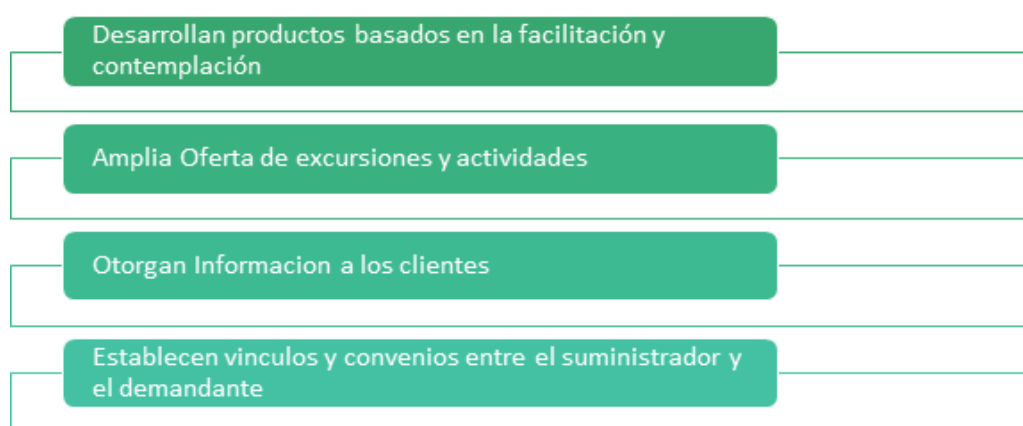 Desarrollan productos basados en la facilitación y
contemplación
Amplia Oferta de excursiones y actividades
Otorgan Informacion a los clientes
Establecen vinculos y convenios entre el suministrador y
el demandante